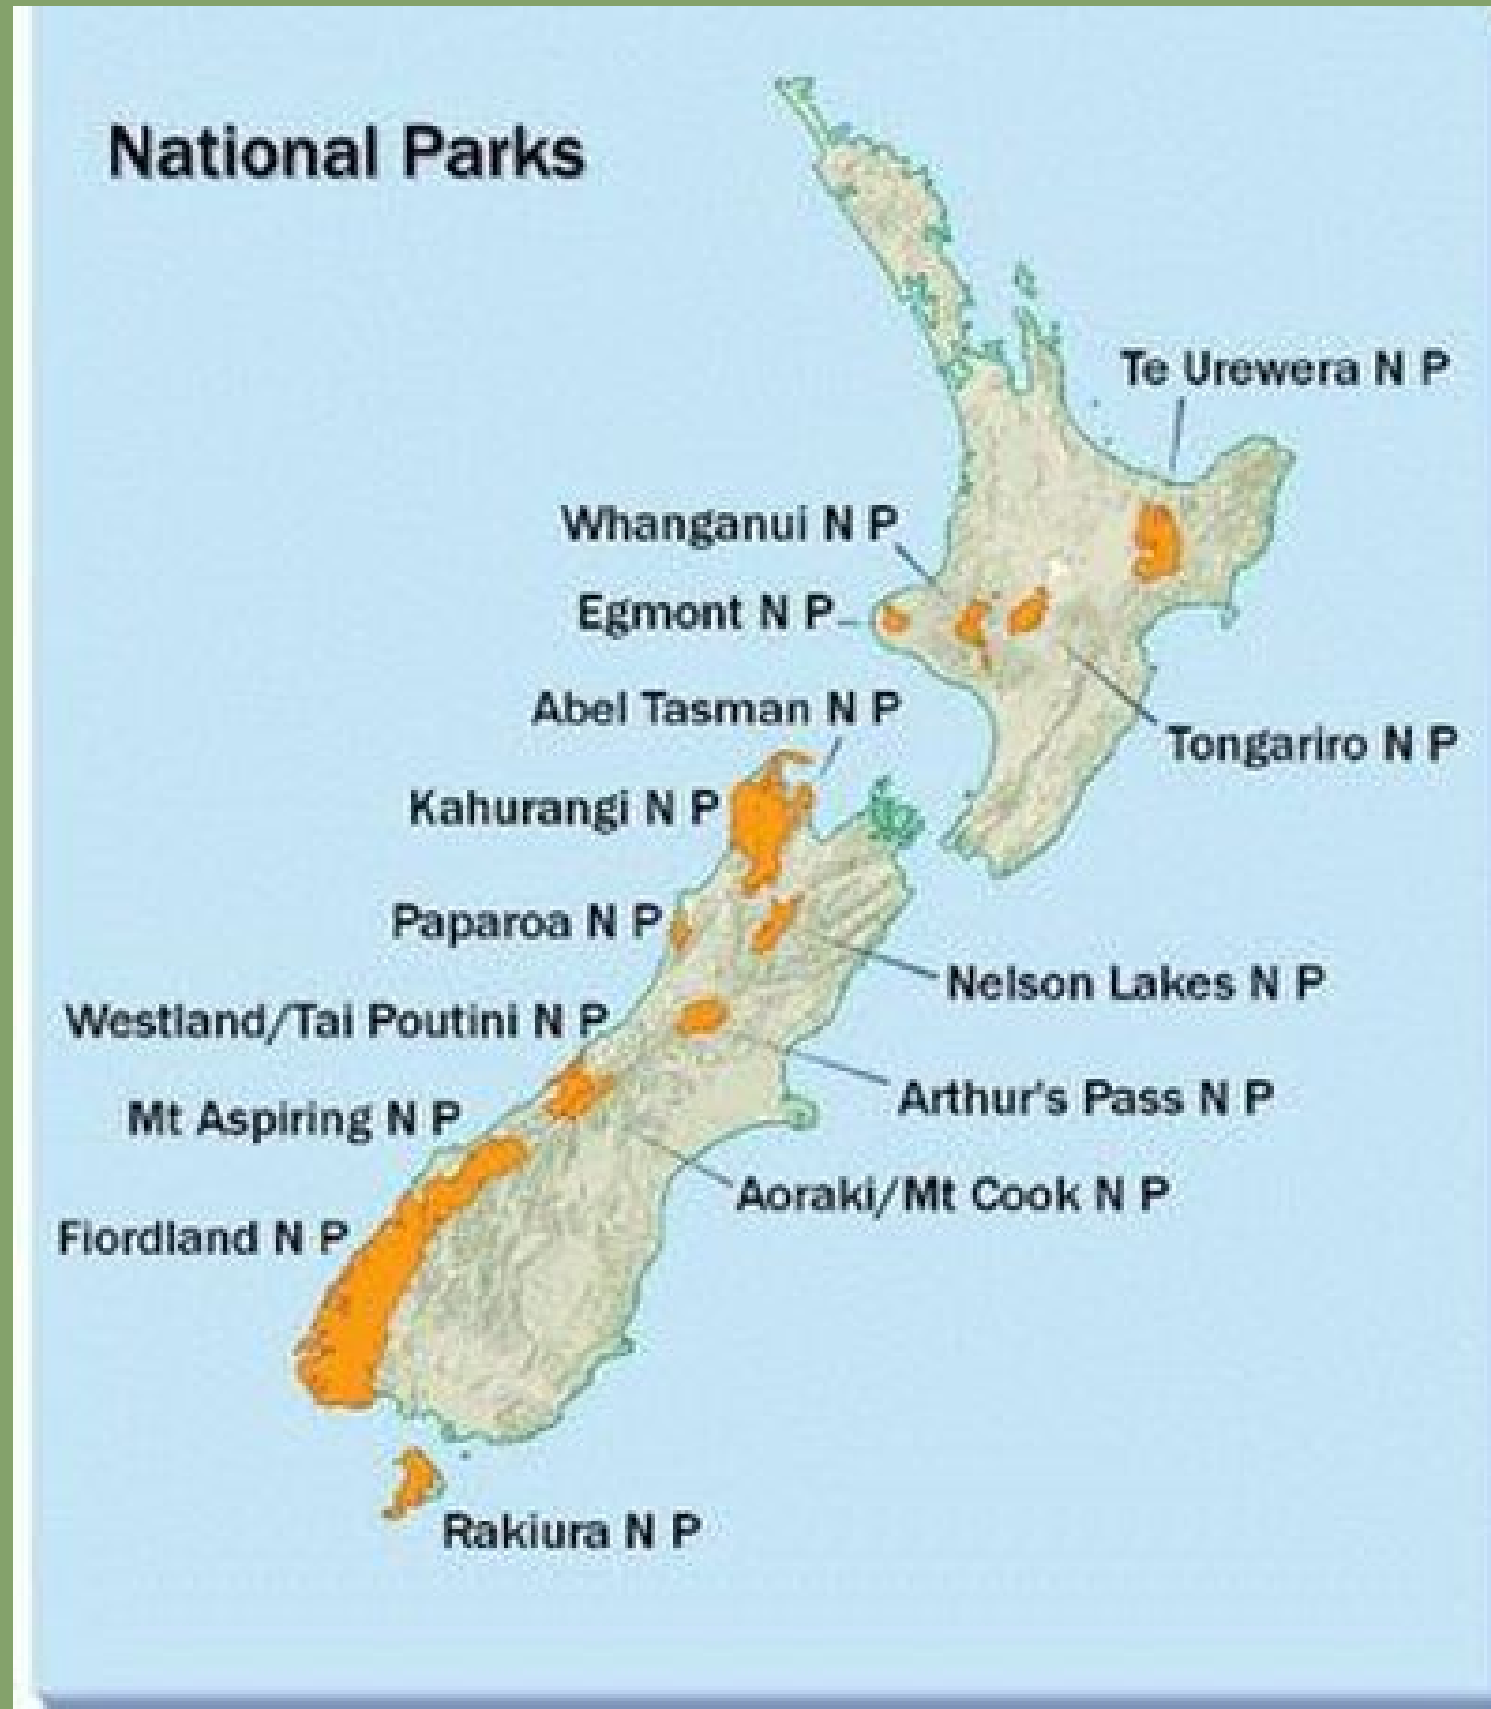 National Parks
Te Urewera N P
Whanganui N P
Egmont N P
Abel Tasman N P
Tongariro N P
Kahurangi N P
Paparoa N P
Nelson Lakes N P
Westland/Tai Poutini N P
Arthur's Pass N P
Mt Aspiring N P
Aoraki/Mt Cook N P
Fiordland N P
Rakiura N P